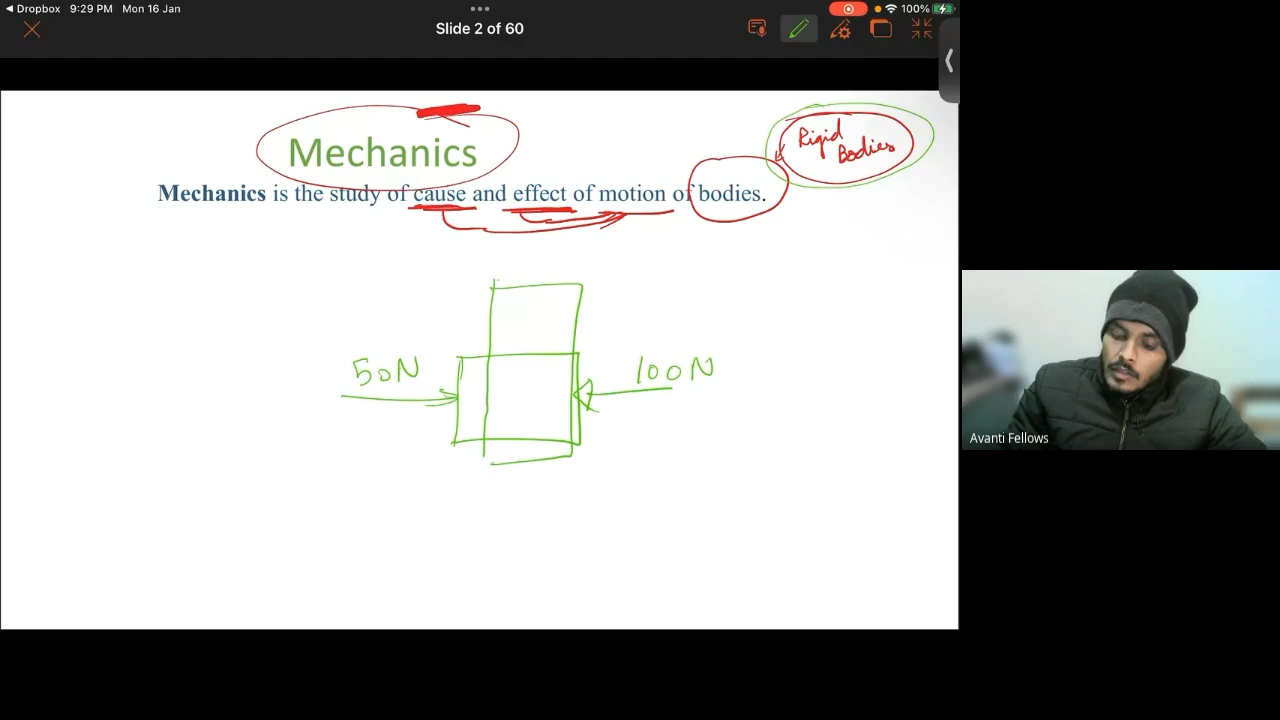 Dropbox 9:29 PM Mon 16 Jan
100%
Slide 2 of 60
Mechanics
Rigid
Bodies
Mechanics is the study of cause and effect of motion of bodies.
50N
100N
Avanti Fellows